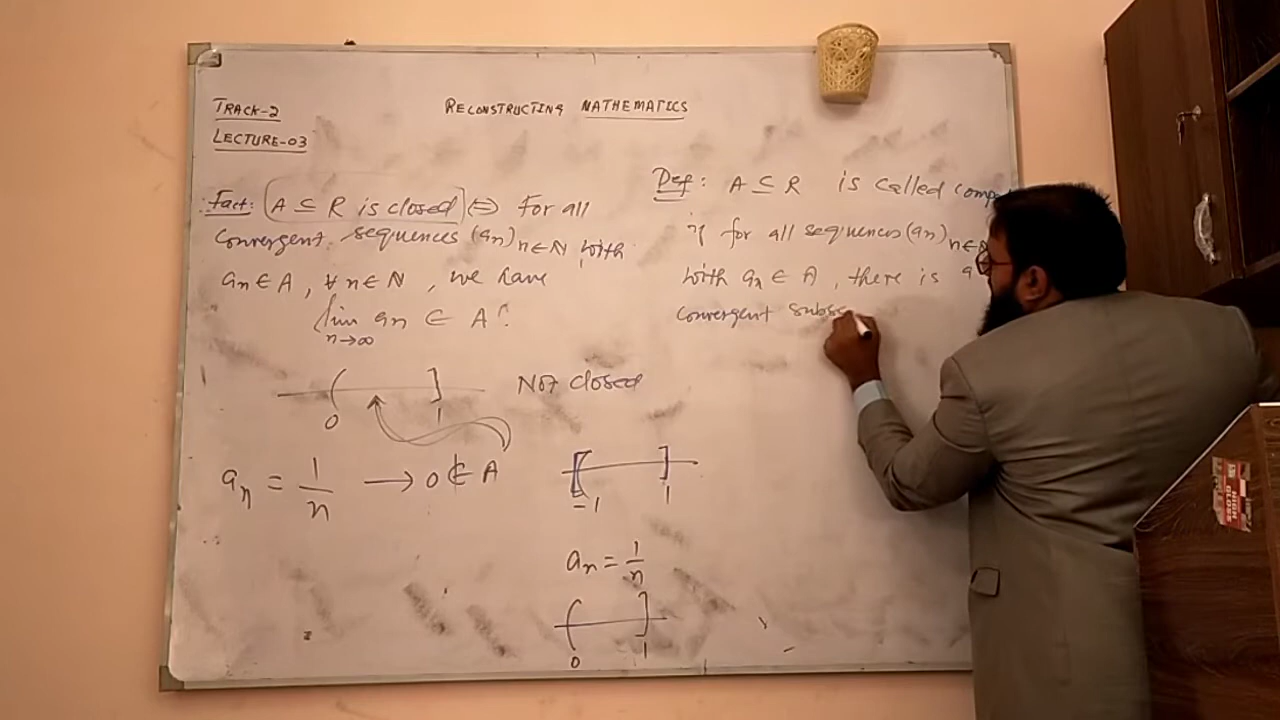 TRACK-2
LECTURE-03
RECONSTRUCTING MATHEMATICS
Fact: (A ⊆ R is closed) ⇔ For all
convergent sequences (an)n∈N with
an ∈ A, ∀ n ∈ N, we have
lim an ∈ A.
n→∞
( ] Not closed
0 1
an = 1/n → 0 ∉ A
[ ]
-1 1
an = 1/n
( ]
0 1
Def: A ⊆ R is called comp
if for all sequences (an)n∈N
with an ∈ A, there is a
convergent subse
HIGH
GLOSS